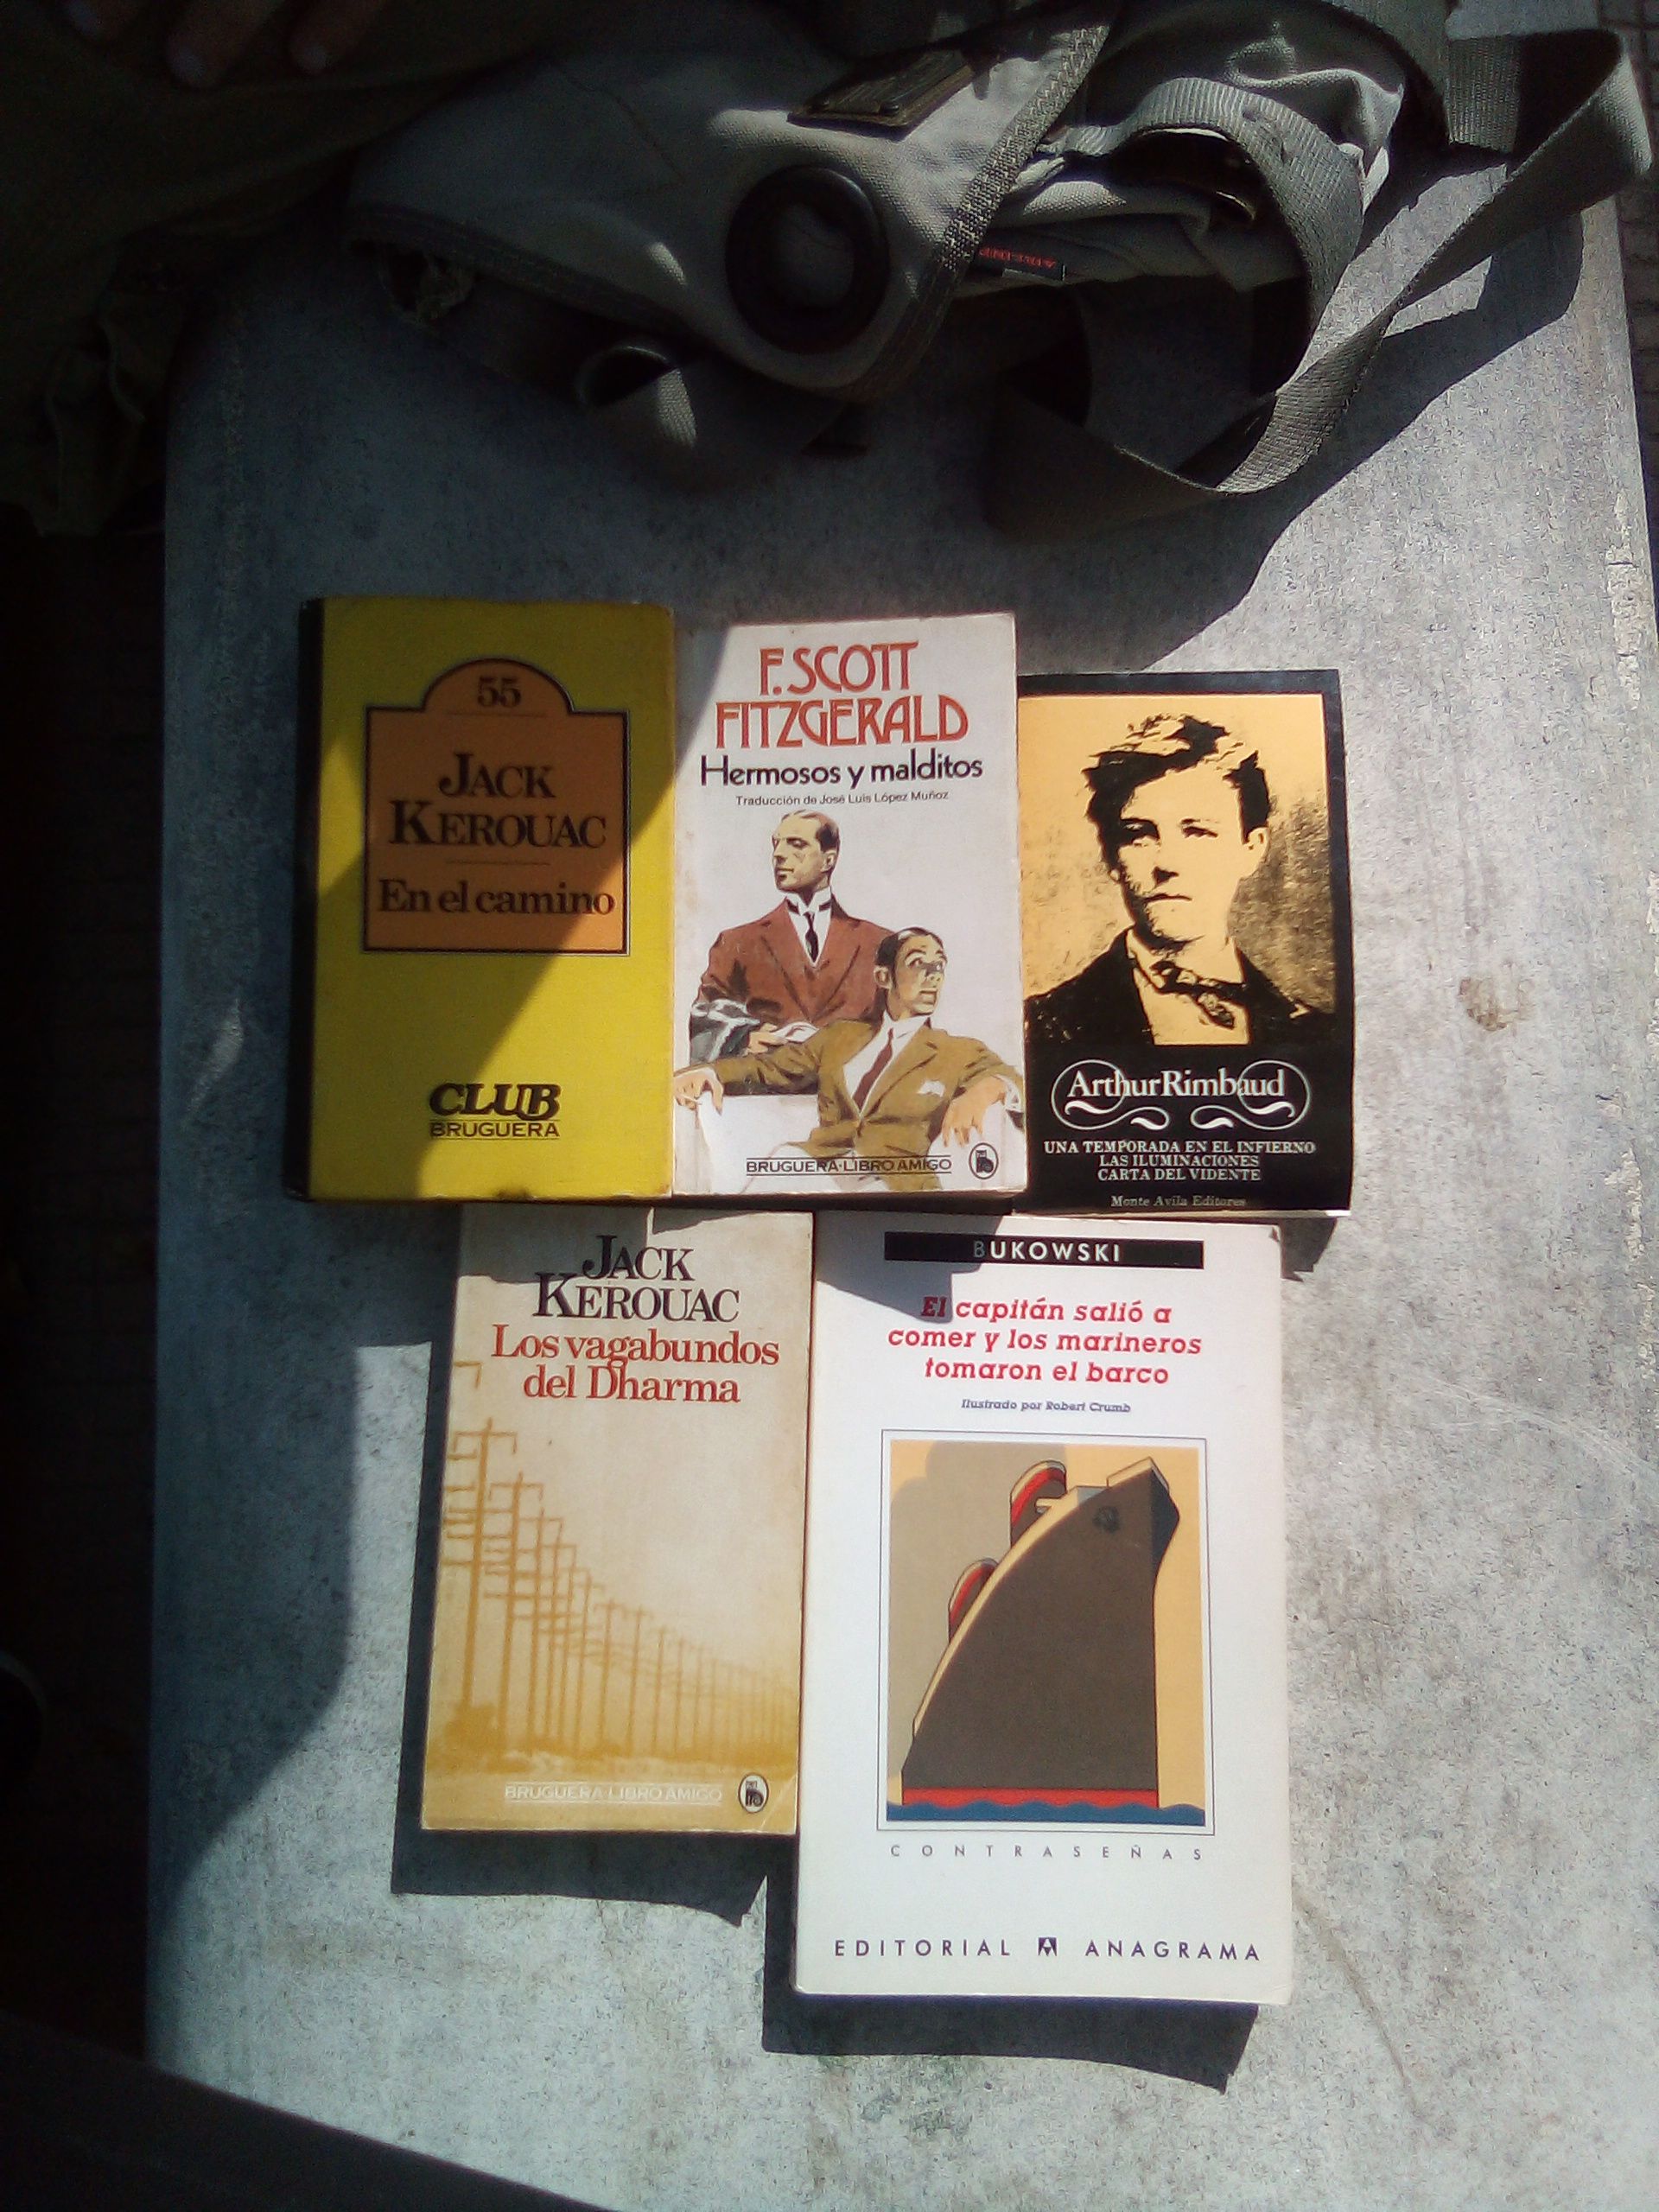 55
JACK
KEROUAC
En el camino
CLUB
BRUGUERA
F. SCOTT
FITZGERALD
Hermosos y malditos
Traducción de José Luis López Muñoz
BRUGUERA·LIBRO AMIGO
Arthur Rimbaud
UNA TEMPORADA EN EL INFIERNO
LAS ILUMINACIONES
CARTA DEL VIDENTE
Monte Avila Editores
JACK
KEROUAC
Los vagabundos
del Dharma
BRUGUERA·LIBRO AMIGO
BUKOWSKI
El capitán salió a
comer y los marineros
tomaron el barco
Ilustrado por Robert Crumb
CONTRASEÑAS
EDITORIAL ANAGRAMA